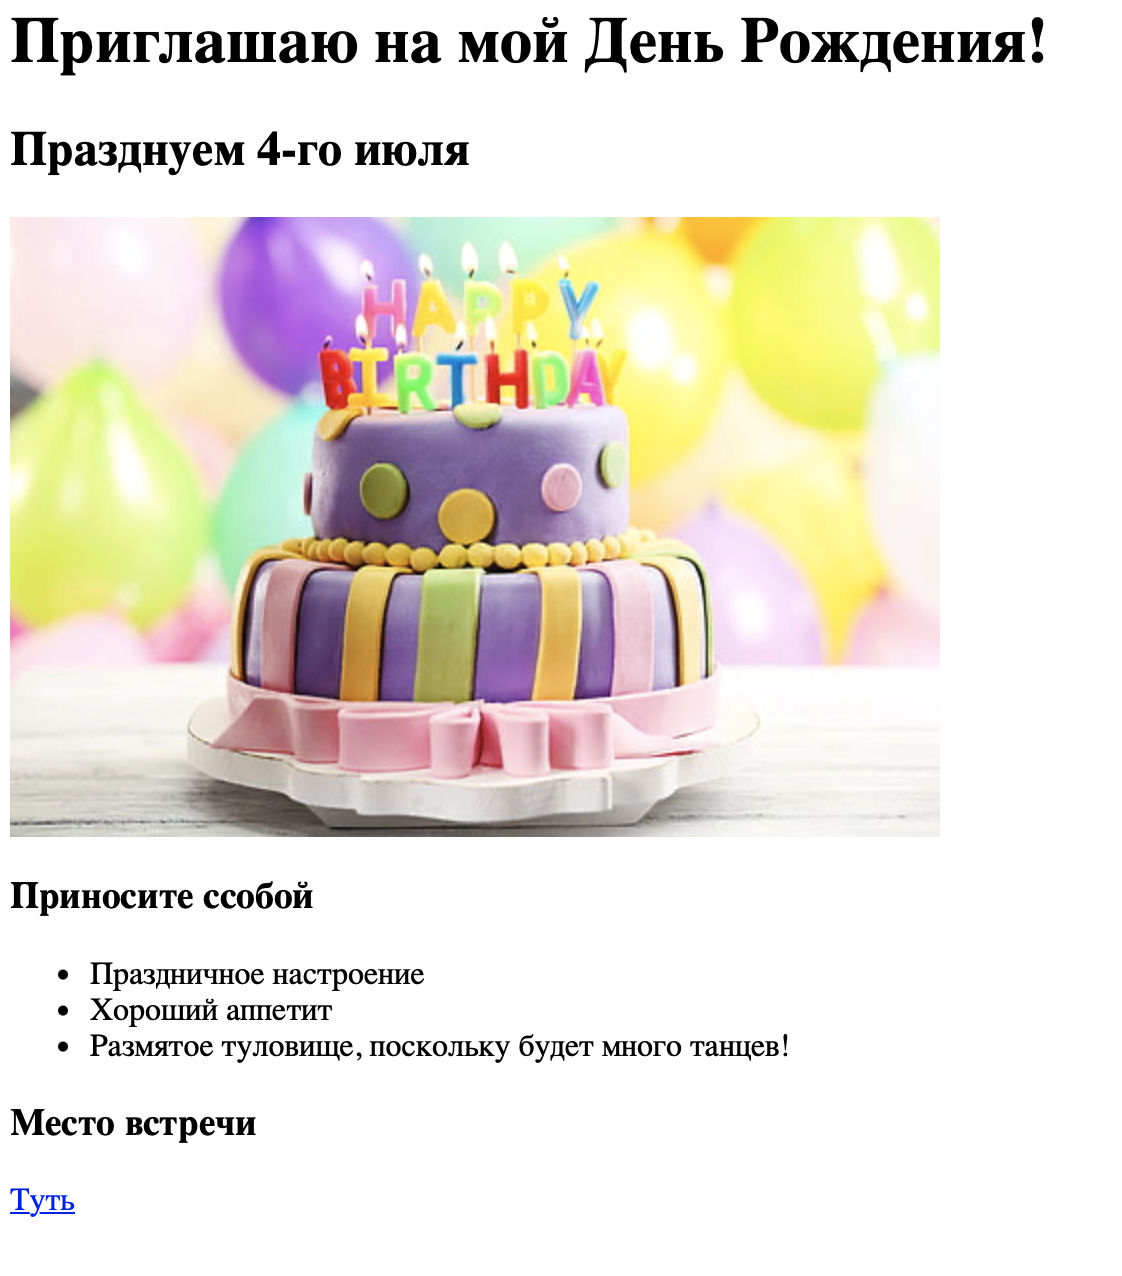 Приглашаю на мой День Рождения!
Празднуем 4-го июля
HAPPY
BIRTHDAY
Приносите ссобой
• Праздничное настроение
• Хороший аппетит
• Размятое туловище, поскольку будет много танцев!
Место встречи
Туть